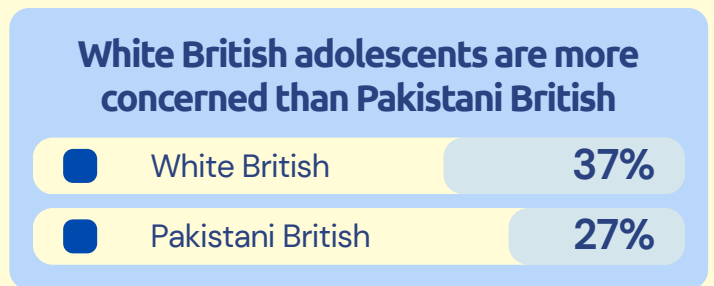 White British adolescents are more
concerned than Pakistani British
White British 37%
Pakistani British 27%